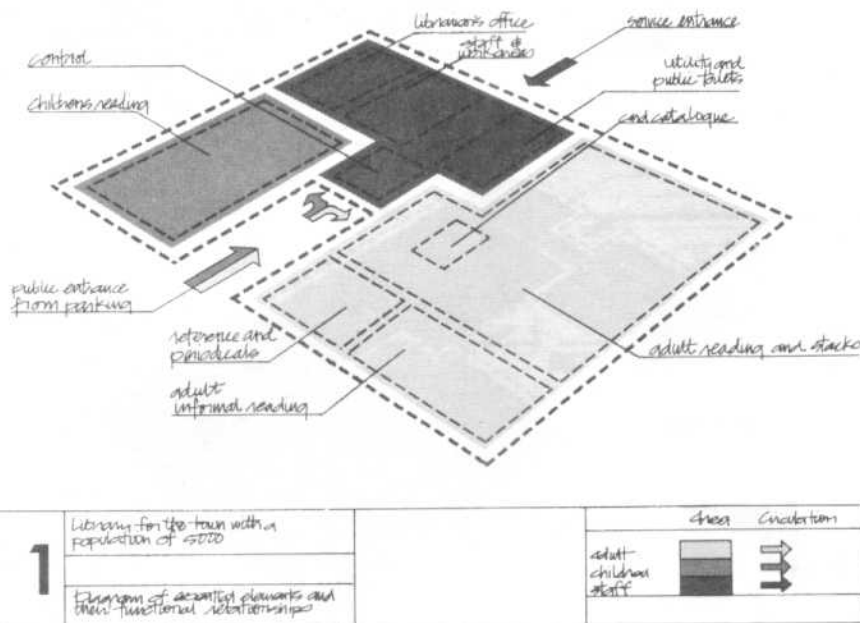 librarian's office
staff &
work areas
service entrance
control
utility and
public toilets
childrens reading
card catalogue
public entrance
from parking
reference and
periodicals
adult reading and stacks
adult
informal reading
1
Library for the town with a
population of 5000
Diagram of essential elements and
their functional relationships
Area Circulation
adult
children
staff